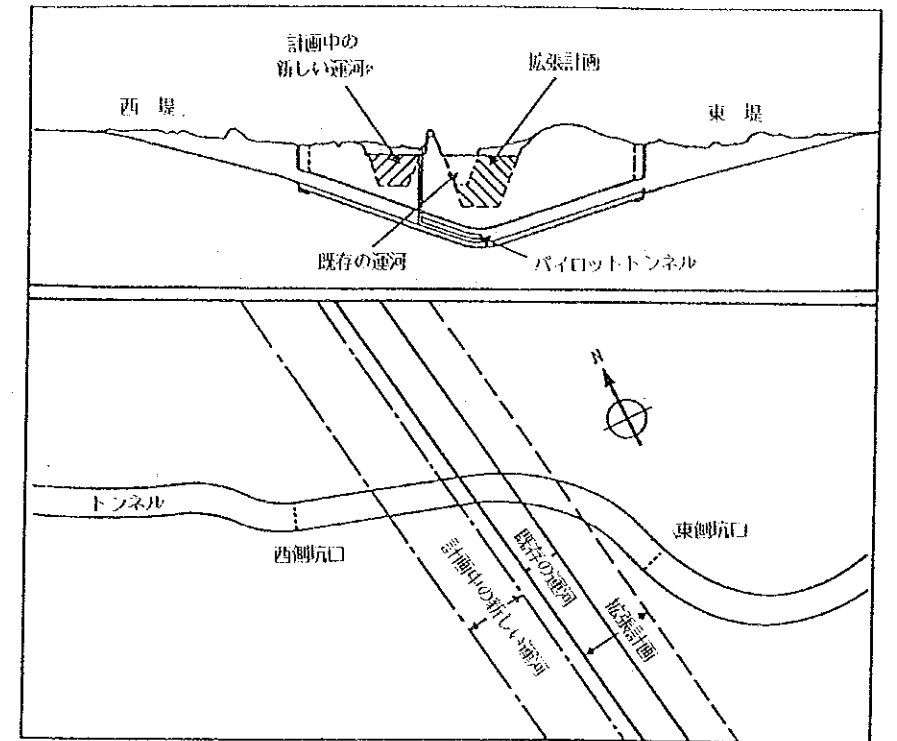 計画中の
新しい運河
拡張計画
西堤
東堤
既存の運河
パイロットトンネル
N
トンネル
西側坑口
東側坑口
既存の運河
計画中の新しい運河
拡張計画